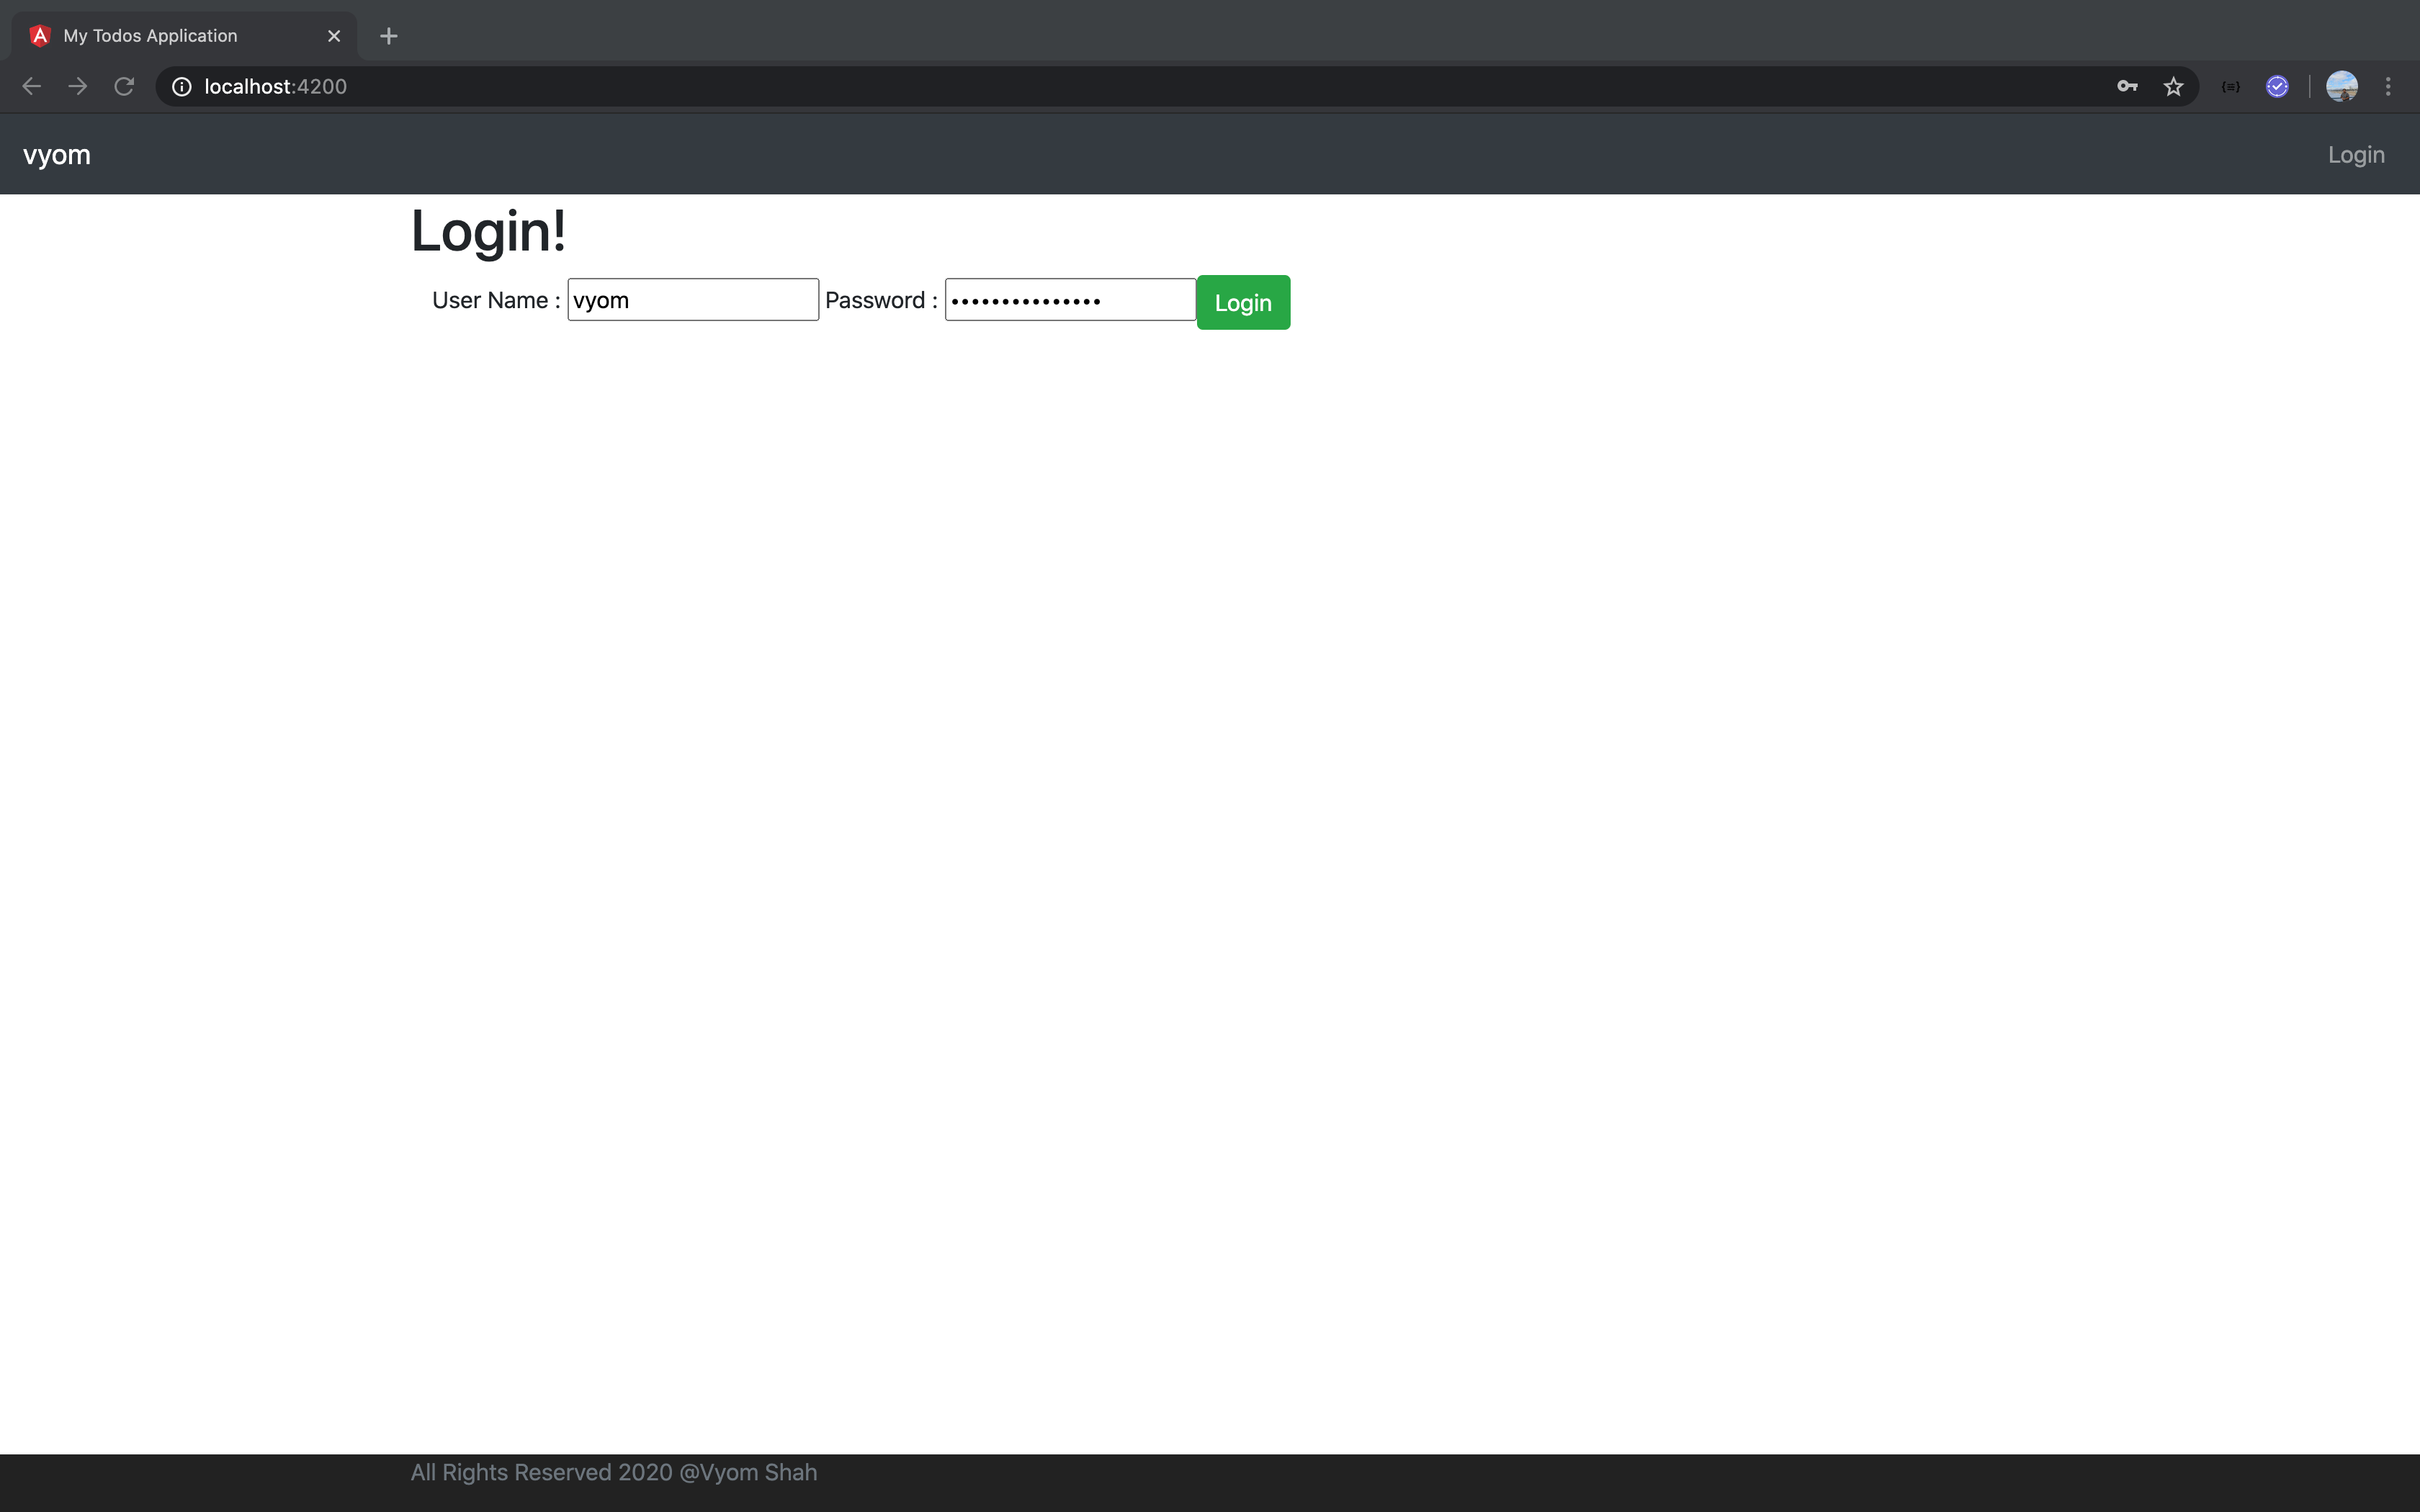 My Todos Application
localhost:4200
vyom Login
Login!
User Name : vyom Password : ••••••••••••••• Login
All Rights Reserved 2020 @Vyom Shah